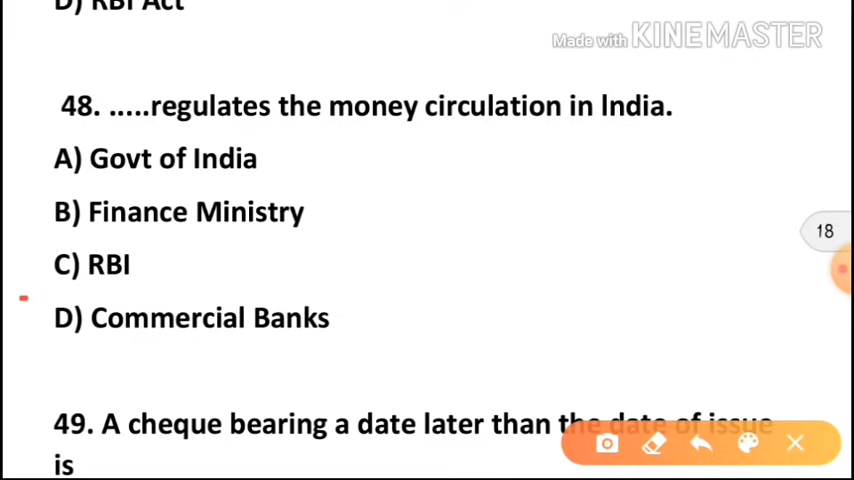 D) RBI Act
Made with KINEMASTER
48. .....regulates the money circulation in India.
A) Govt of India
B) Finance Ministry
C) RBI
18
D) Commercial Banks
49. A cheque bearing a date later than the date of issue
is